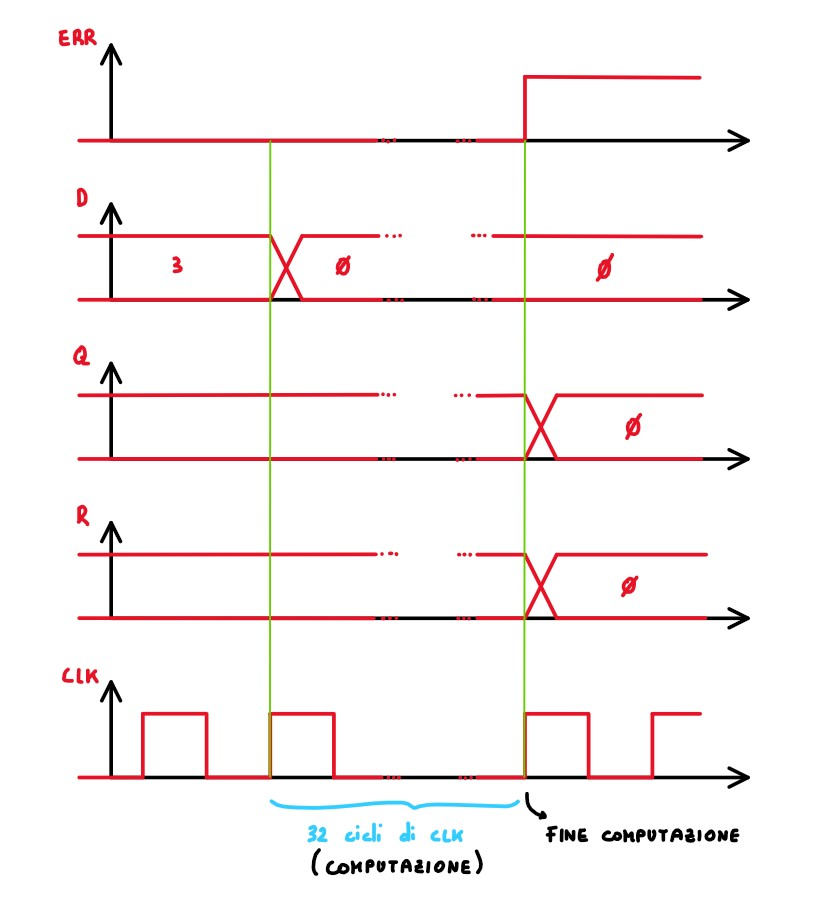 ERR
D
3 Ø Ø
Q
Ø
R
Ø
CLK
32 cicli di CLK
(COMPUTAZIONE)
FINE COMPUTAZIONE